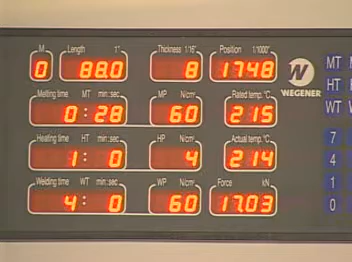 M Length 1" Thickness 1/16" Position 1/1000"
0 88.0 8 1748
WEGENER
Melting time MT min:sec MP N/cm² Rated temp. °C
0:28 60 215
Heating time HT min:sec HP N/cm² Actual temp. °C
1:0 4 214
Welding time WT min:sec WP N/cm² Force kN
4:0 60 17.03
MT
HT
WT
7
4
1
0